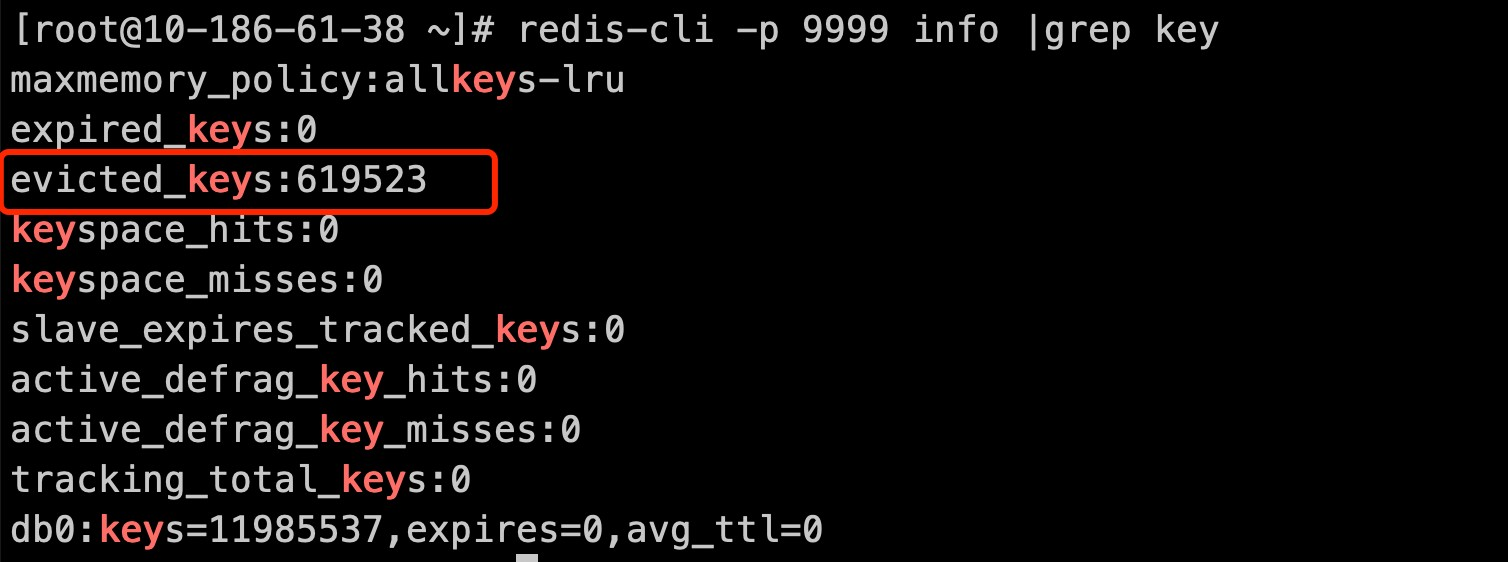 [root@10-186-61-38 ~]# redis-cli -p 9999 info |grep key
maxmemory_policy:allkeys-lru
expired_keys:0
evicted_keys:619523
keyspace_hits:0
keyspace_misses:0
slave_expires_tracked_keys:0
active_defrag_key_hits:0
active_defrag_key_misses:0
tracking_total_keys:0
db0:keys=11985537,expires=0,avg_ttl=0